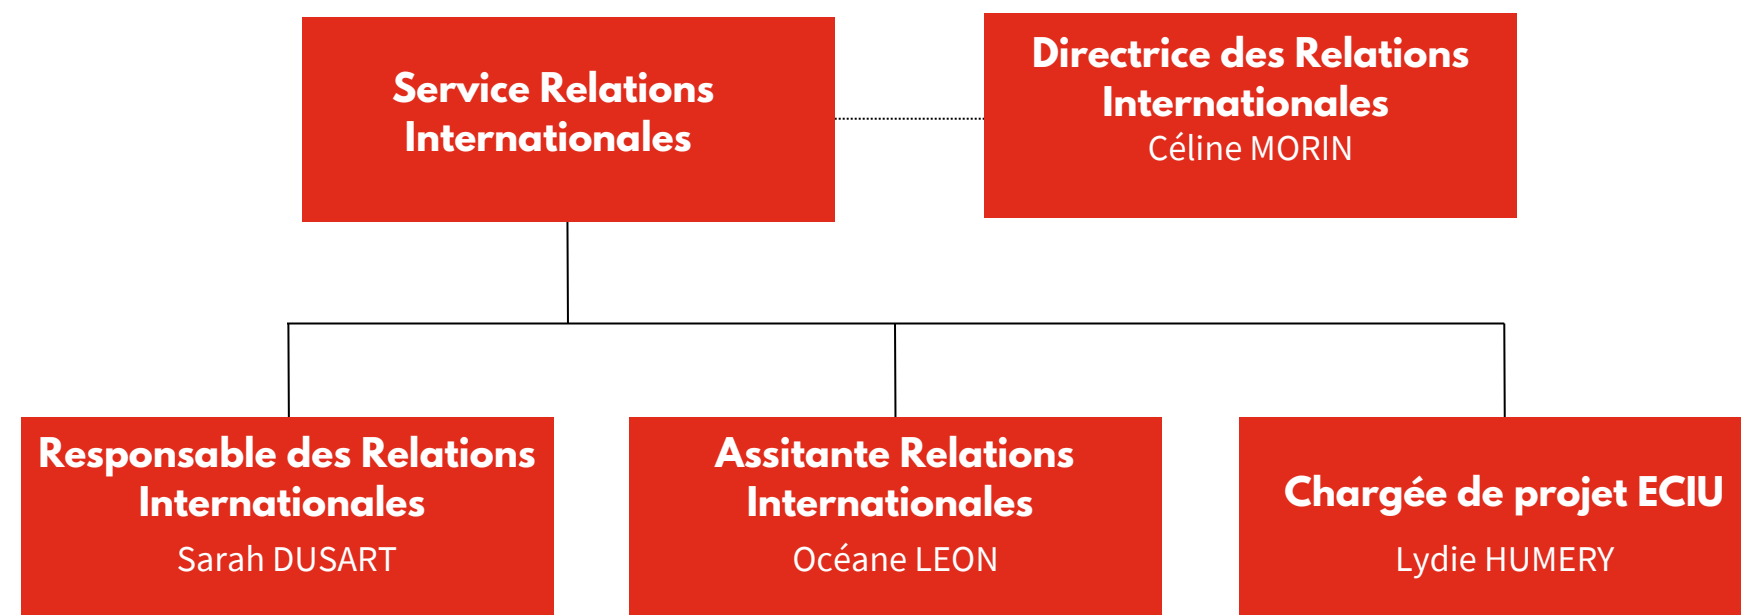 Service Relations
Internationales
Directrice des Relations
Internationales
Céline MORIN
Responsable des Relations
Internationales
Sarah DUSART
Assitante Relations
Internationales
Océane LEON
Chargée de projet ECIU
Lydie HUMERY